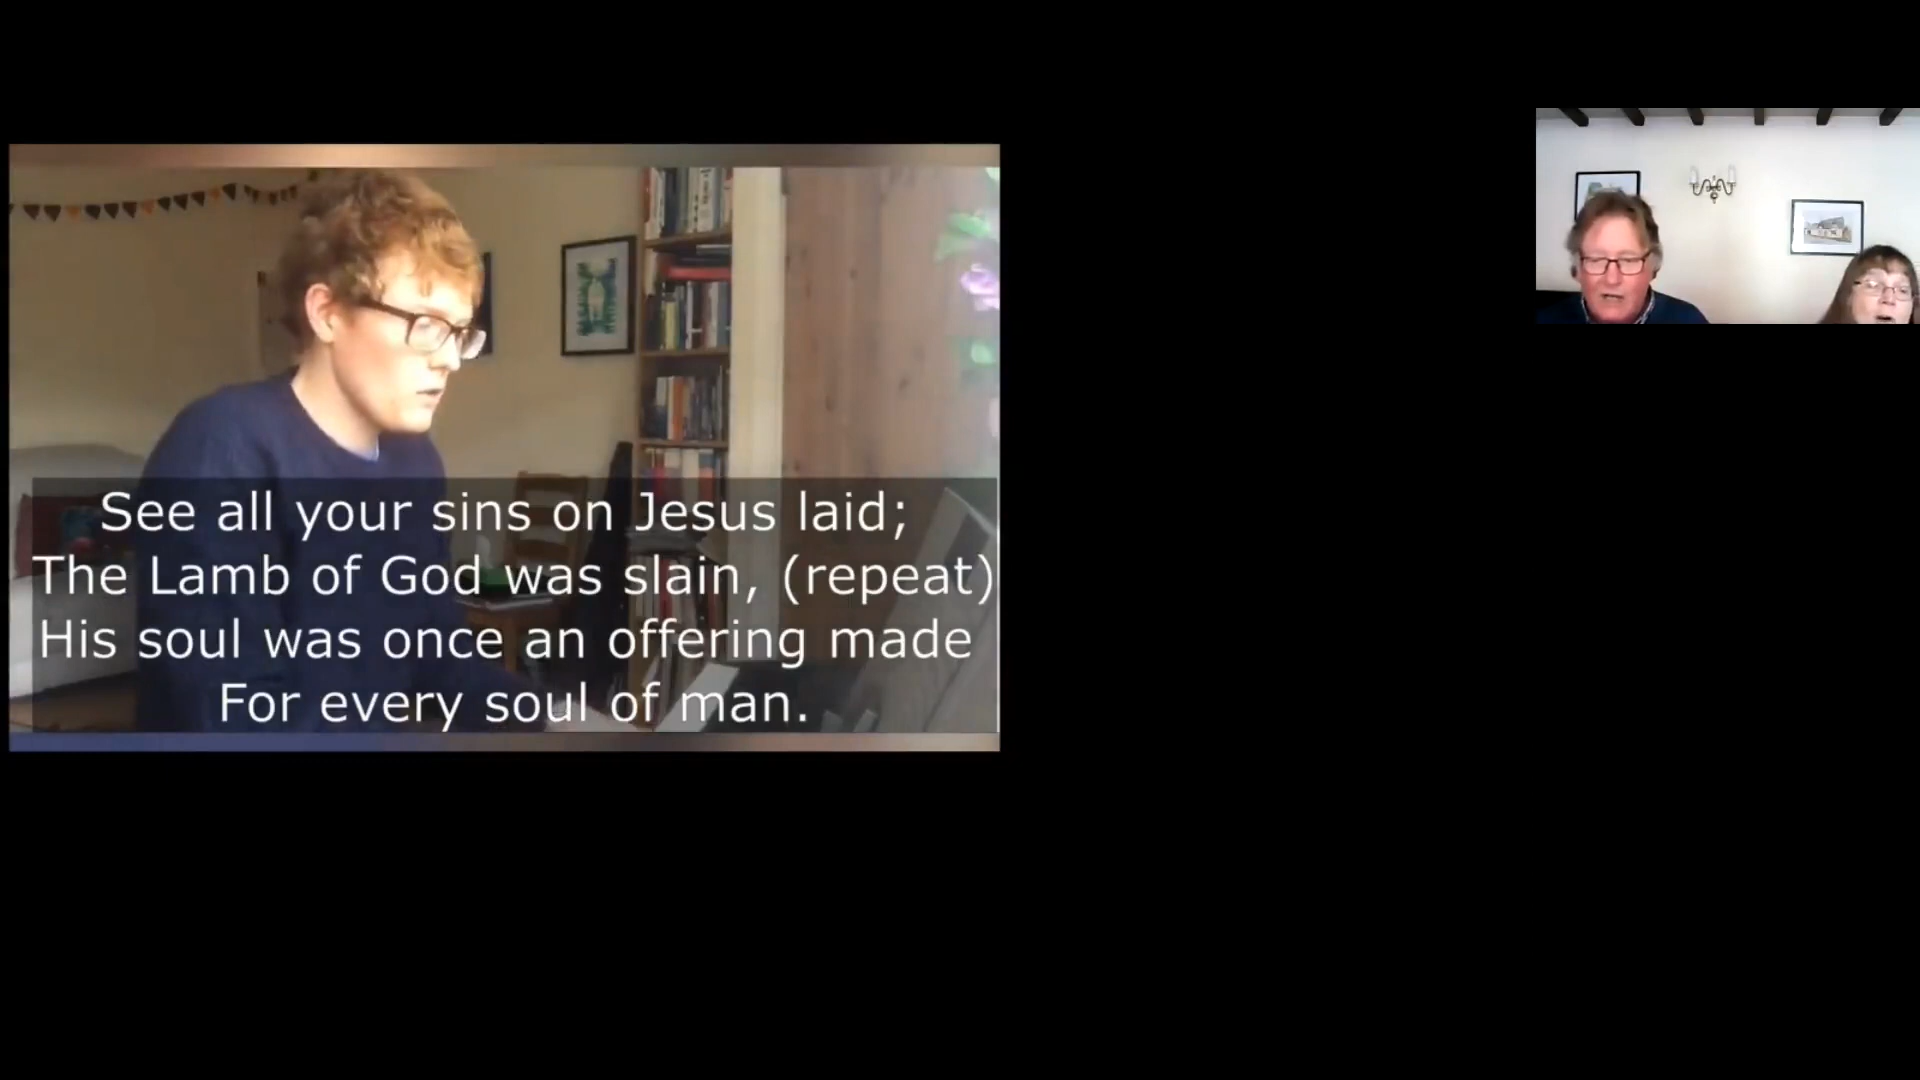 See all your sins on Jesus laid;
The Lamb of God was slain, (repeat)
His soul was once an offering made
For every soul of man.